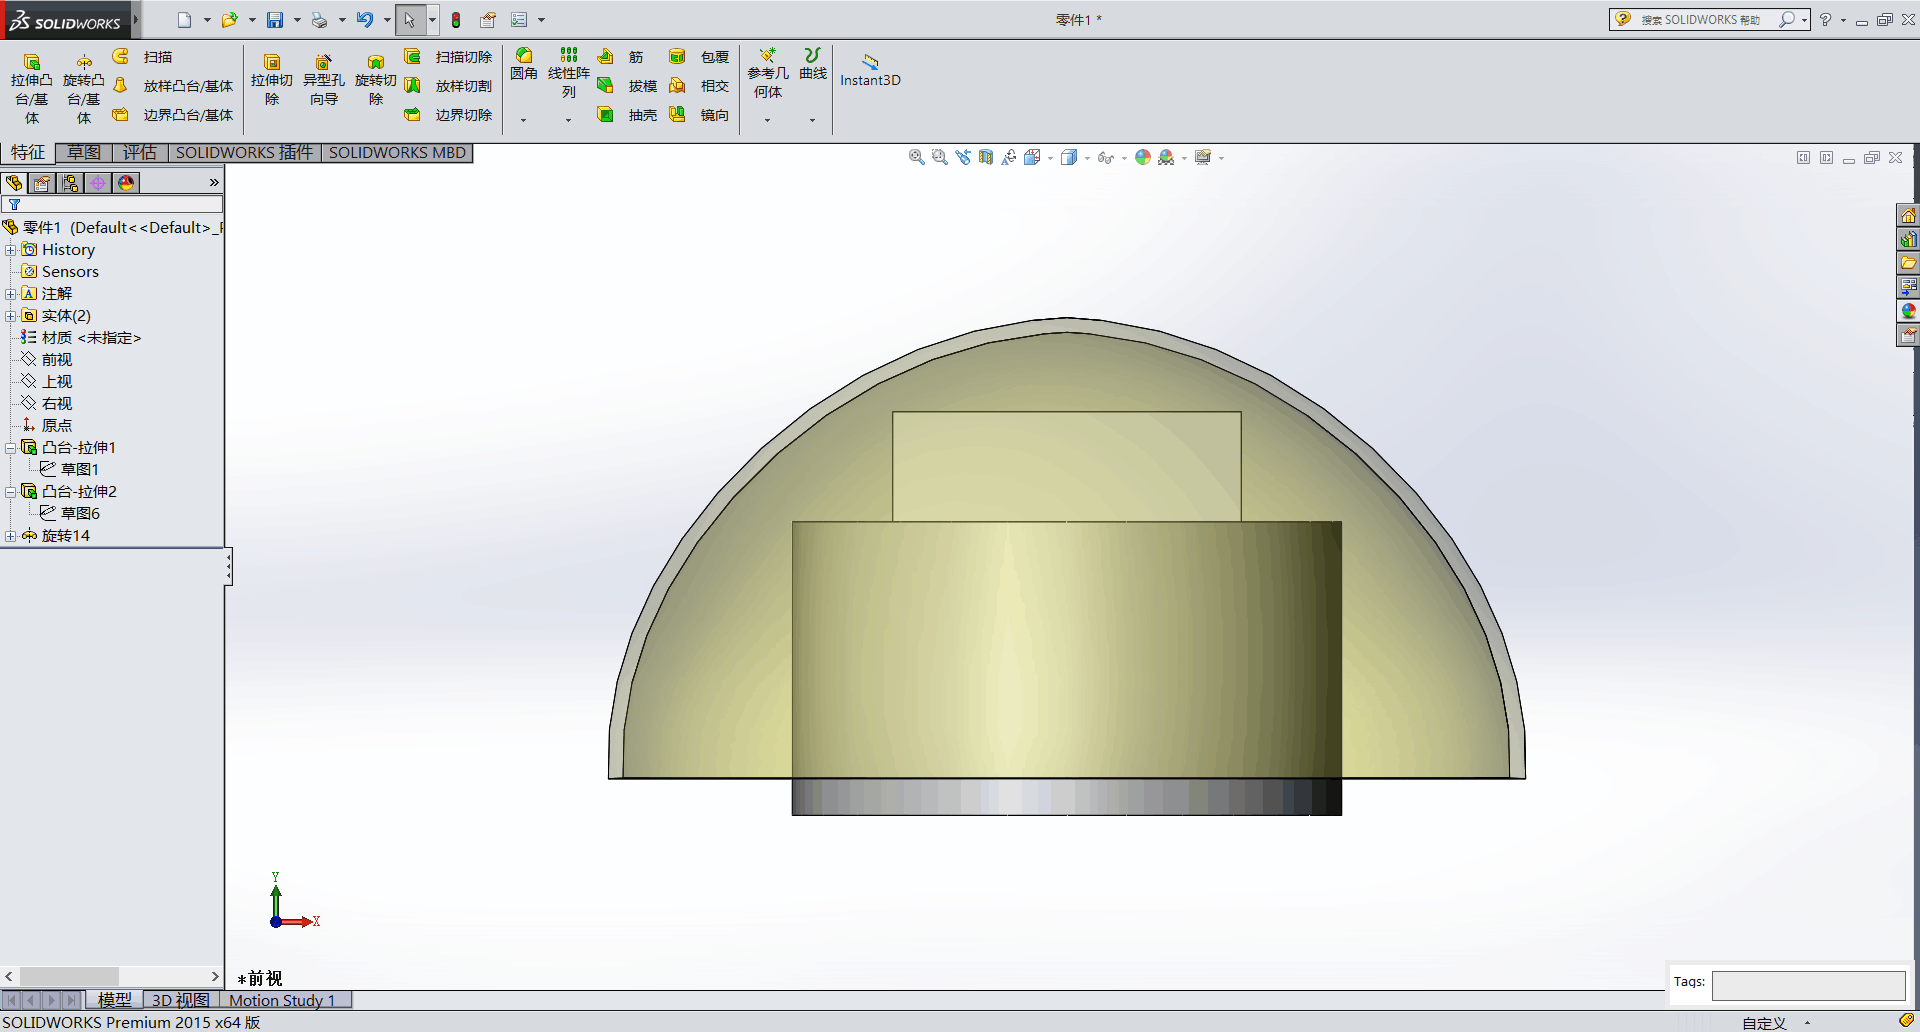 SOLIDWORKS
零件1 *
搜索 SOLIDWORKS 帮助
拉伸凸台/基体
旋转凸台/基体
扫描
放样凸台/基体
边界凸台/基体
拉伸切除
异型孔向导
旋转切除
扫描切除
放样切割
边界切除
圆角
线性阵列
筋
拔模
抽壳
包覆
相交
镜向
参考几何体
曲线
Instant3D
特征
草图
评估
SOLIDWORKS 插件
SOLIDWORKS MBD
零件1 (Default<<Default>_
History
Sensors
注解
实体(2)
材质 <未指定>
前视
上视
右视
原点
凸台-拉伸1
草图1
凸台-拉伸2
草图6
旋转14
Y
X
*前视
Tags:
模型
3D 视图
Motion Study 1
SOLIDWORKS Premium 2015 x64 版
自定义